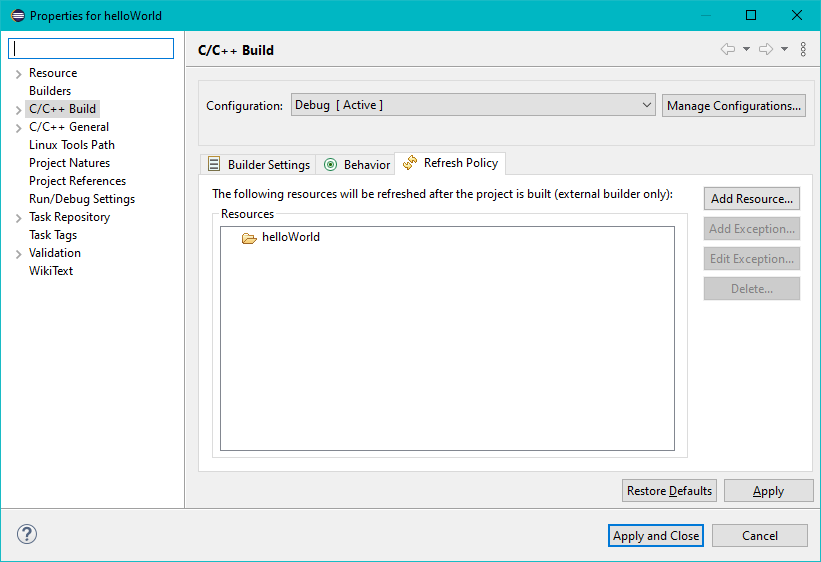 Properties for helloWorld
C/C++ Build
Resource
Builders
C/C++ Build
C/C++ General
Linux Tools Path
Project Natures
Project References
Run/Debug Settings
Task Repository
Task Tags
Validation
WikiText
Configuration: Debug [ Active ] Manage Configurations...
Builder Settings Behavior Refresh Policy
The following resources will be refreshed after the project is built (external builder only):
Resources
helloWorld
Add Resource...
Add Exception...
Edit Exception...
Delete...
Restore Defaults Apply
? Apply and Close Cancel